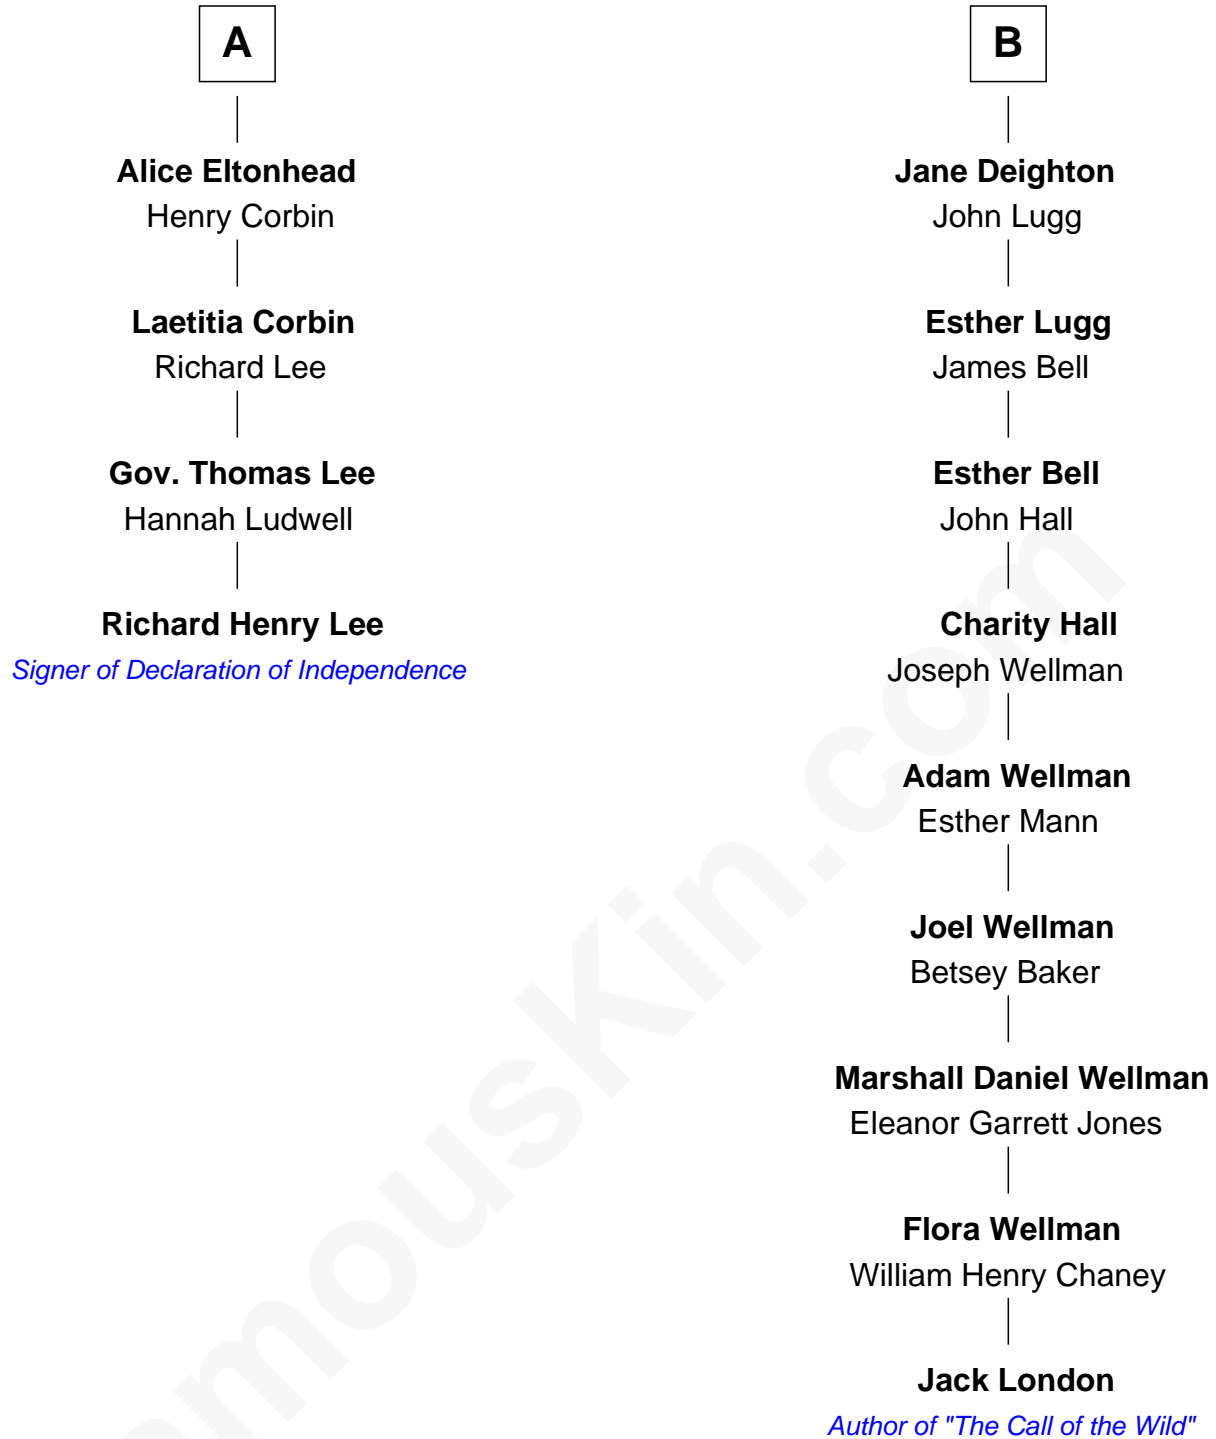 A
Alice Eltonhead
Henry Corbin
Laetitia Corbin
Richard Lee
Gov. Thomas Lee
Hannah Ludwell
Richard Henry Lee
Signer of Declaration of Independence
B
Jane Deighton
John Lugg
Esther Lugg
James Bell
Esther Bell
John Hall
Charity Hall
Joseph Wellman
Adam Wellman
Esther Mann
Joel Wellman
Betsey Baker
Marshall Daniel Wellman
Eleanor Garrett Jones
Flora Wellman
William Henry Chaney
Jack London
Author of "The Call of the Wild"